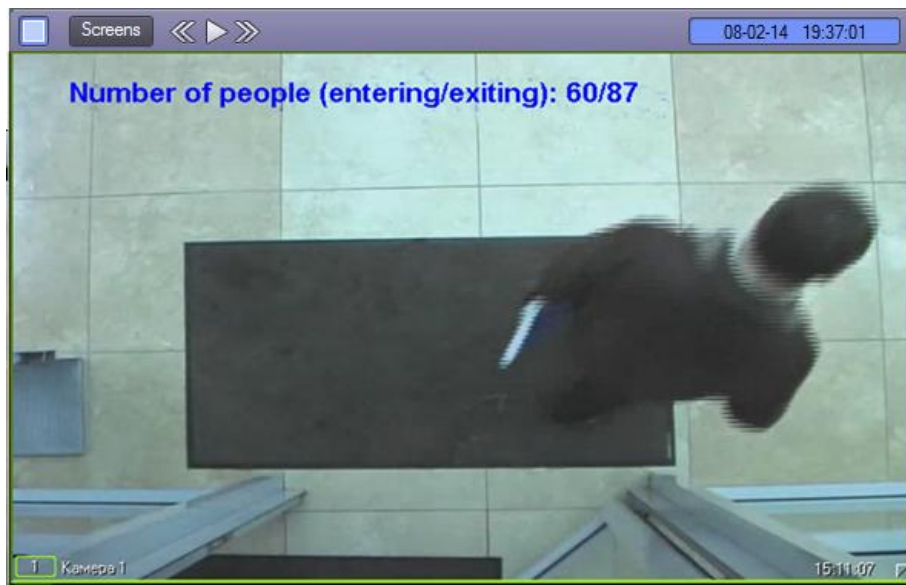 Screens
08-02-14 19:37:01
Number of people (entering/exiting): 60/87
1 Камера 1
15:11:07